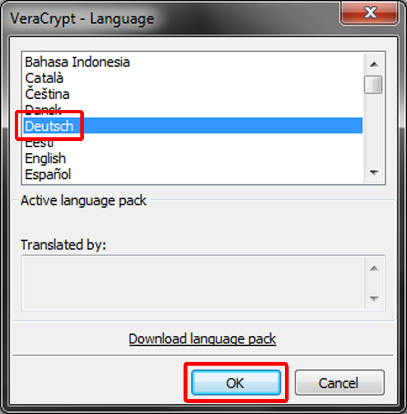 VeraCrypt - Language
Bahasa Indonesia
Català
Čeština
Dansk
Deutsch
Eesti
English
Español
Active language pack
Translated by:
Download language pack
OK
Cancel